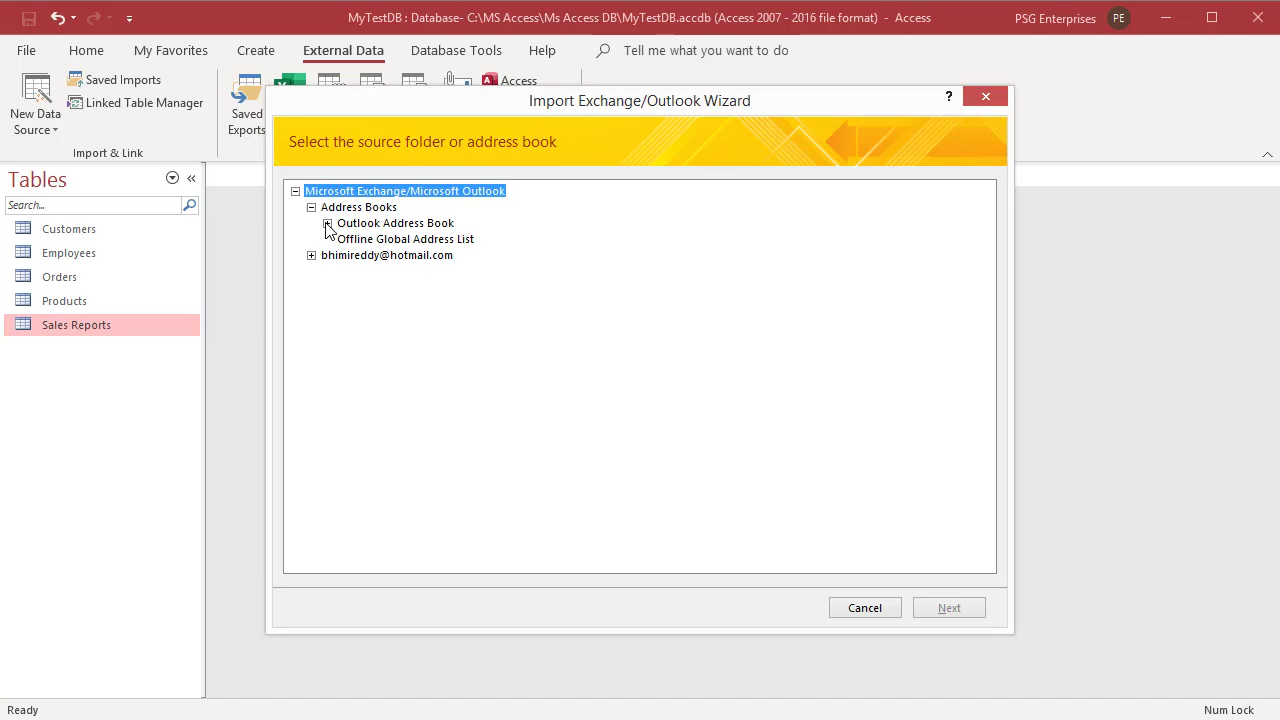 MyTestDB : Database- C:\MS Access\Ms Access DB\MyTestDB.accdb (Access 2007 - 2016 file format) - Access
PSG Enterprises
PE
File
Home
My Favorites
Create
External Data
Database Tools
Help
Tell me what you want to do
New Data
Source
Saved Imports
Linked Table Manager
Import & Link
Saved
Exports
Access
Import Exchange/Outlook Wizard
?
Select the source folder or address book
Microsoft Exchange/Microsoft Outlook
Address Books
Outlook Address Book
Offline Global Address List
bhimireddy@hotmail.com
Cancel
Next
Tables
Search...
Customers
Employees
Orders
Products
Sales Reports
Ready
Num Lock